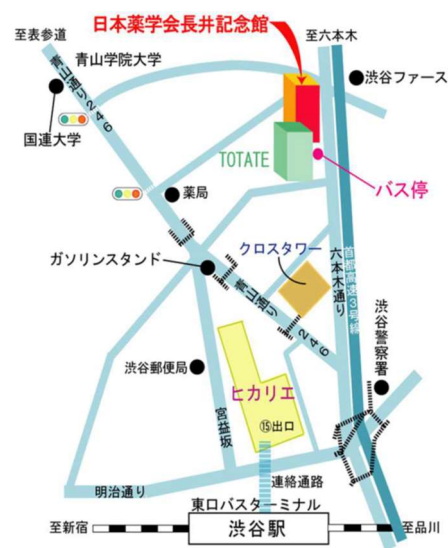 日本薬学会長井記念館
至表参道
至六本木
青山学院大学
青山通り246
渋谷ファース
国連大学
TOTATE
バス停
薬局
クロスタワー
ガソリンスタンド
青山通り246
六本木通り
首都高速3号線
渋谷警察署
渋谷郵便局
ヒカリエ
宮益坂
⑮出口
明治通り
連絡通路
東口バスターミナル
至新宿
渋谷駅
至品川